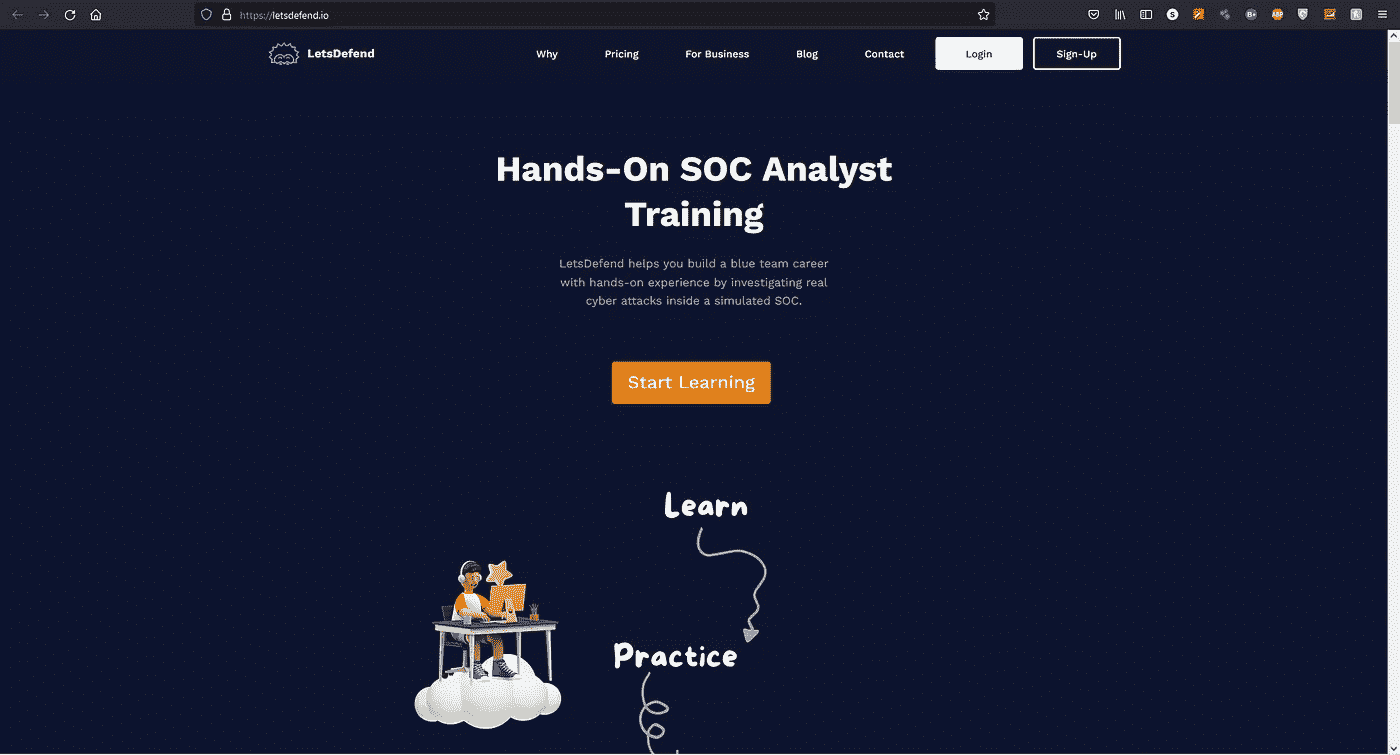 https://letsdefend.io
LetsDefend
Why
Pricing
For Business
Blog
Contact
Login
Sign-Up
Hands-On SOC Analyst
Training
LetsDefend helps you build a blue team career
with hands-on experience by investigating real
cyber attacks inside a simulated SOC.
Start Learning
Learn
Practice